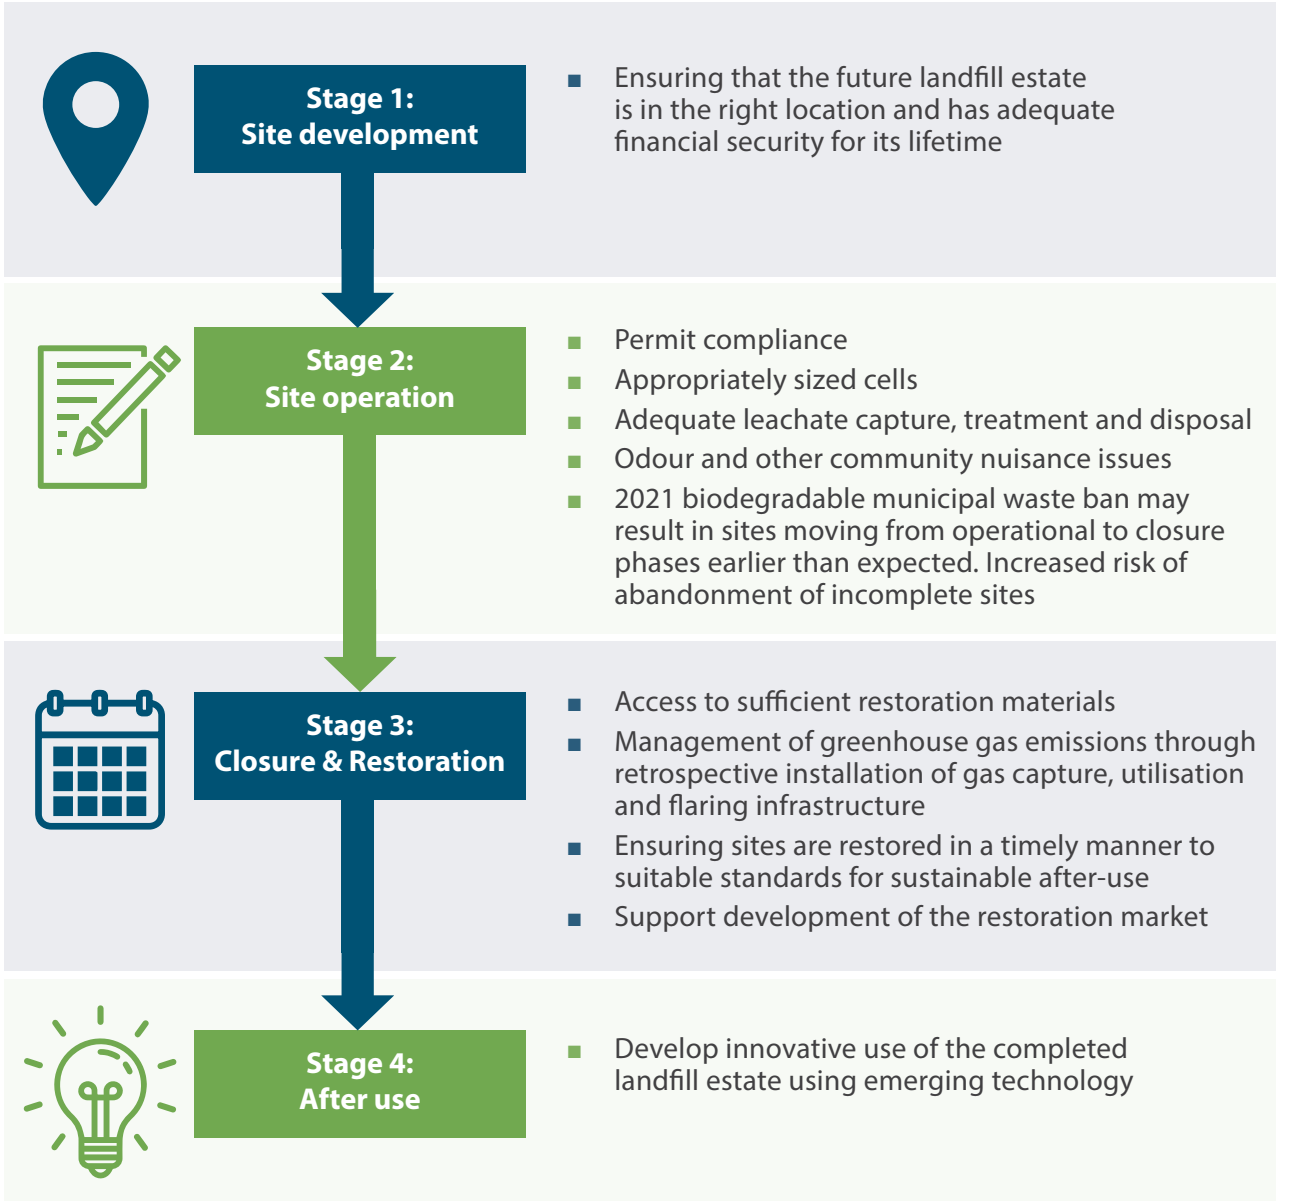 Stage 1:
Site development
■ Ensuring that the future landfill estate
is in the right location and has adequate
financial security for its lifetime
Stage 2:
Site operation
■ Permit compliance
■ Appropriately sized cells
■ Adequate leachate capture, treatment and disposal
■ Odour and other community nuisance issues
■ 2021 biodegradable municipal waste ban may
result in sites moving from operational to closure
phases earlier than expected. Increased risk of
abandonment of incomplete sites
Stage 3:
Closure & Restoration
■ Access to sufficient restoration materials
■ Management of greenhouse gas emissions through
retrospective installation of gas capture, utilisation
and flaring infrastructure
■ Ensuring sites are restored in a timely manner to
suitable standards for sustainable after-use
■ Support development of the restoration market
Stage 4:
After use
■ Develop innovative use of the completed
landfill estate using emerging technology